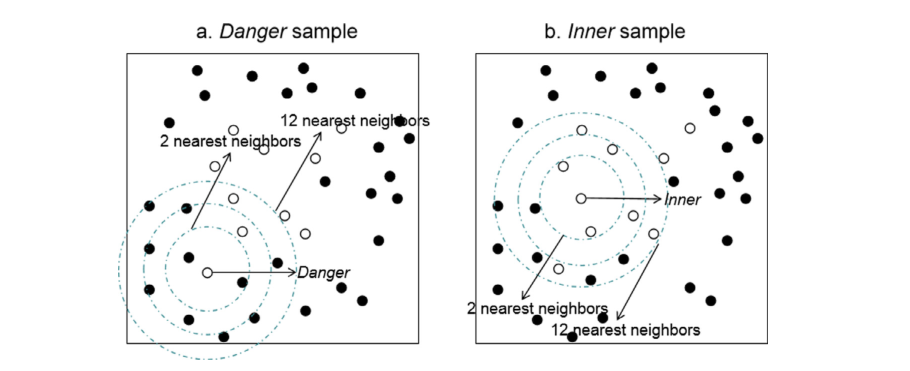 a. Danger sample
b. Inner sample
12 nearest neighbors
2 nearest neighbors
Danger
Inner
2 nearest neighbors
12 nearest neighbors